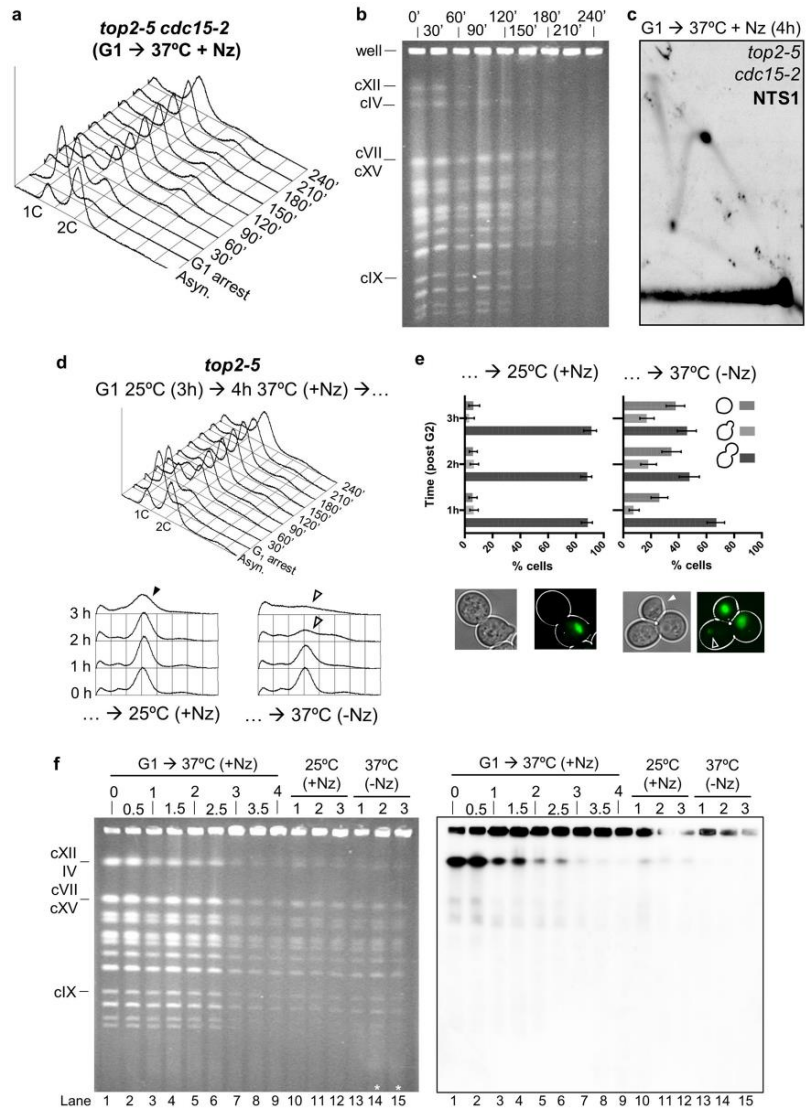 a
top2-5 cdc15-2
(G1 → 37ºC + Nz)
1C
2C
Asyn.
G1 arrest
30'
60'
90'
120'
150'
180'
210'
240'
b
0' 60' 120' 180' 240'
30' 90' 150' 210'
well
cXII
cIV
cVII
cXV
cIX
c
G1 → 37ºC + Nz (4h)
top2-5
cdc15-2
NTS1
d
top2-5
G1 25ºC (3h) → 4h 37ºC (+Nz) →...
1C
2C
Asyn.
G1 arrest
30'
60'
90'
120'
150'
180'
210'
240'
3 h
2 h
1 h
0 h
... → 25ºC (+Nz)
... → 37ºC (-Nz)
e
... → 25ºC (+Nz)
... → 37ºC (-Nz)
Time (post G2)
3h
2h
1h
0 20 40 60 80 100
0 20 40 60 80 100
% cells
% cells
f
G1 → 37ºC (+Nz)
25ºC
(+Nz)
37ºC
(-Nz)
0 1 2 3 4 1 2 3 1 2 3
0.5 1.5 2.5 3.5
cXII
IV
cVII
cXV
cIX
* *
Lane 1 2 3 4 5 6 7 8 9 10 11 12 13 14 15
G1 → 37ºC (+Nz)
25ºC
(+Nz)
37ºC
(-Nz)
0 1 2 3 4 1 2 3 1 2 3
0.5 1.5 2.5 3.5
1 2 3 4 5 6 7 8 9 10 11 12 13 14 15